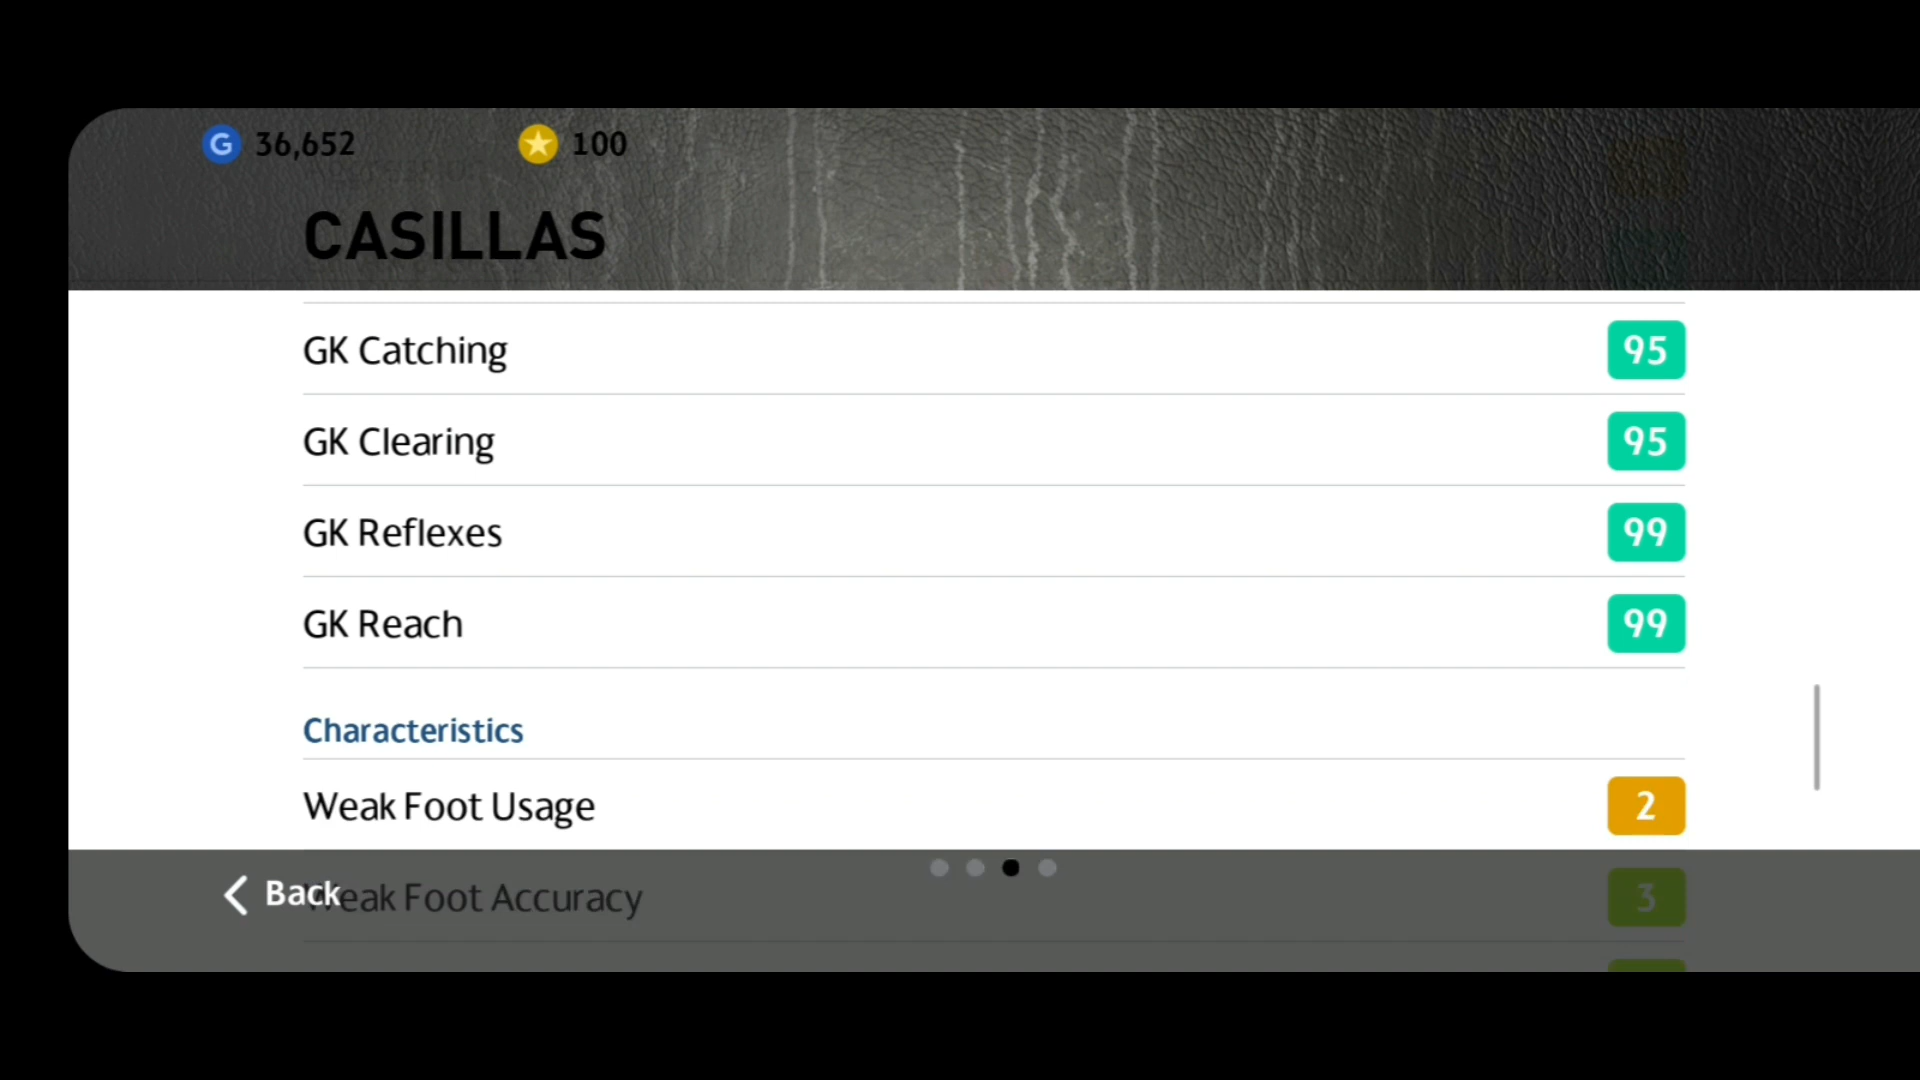 G 36,652 100
CASILLAS
GK Catching 95
GK Clearing 95
GK Reflexes 99
GK Reach 99
Characteristics
Weak Foot Usage 2
Back
Weak Foot Accuracy 3